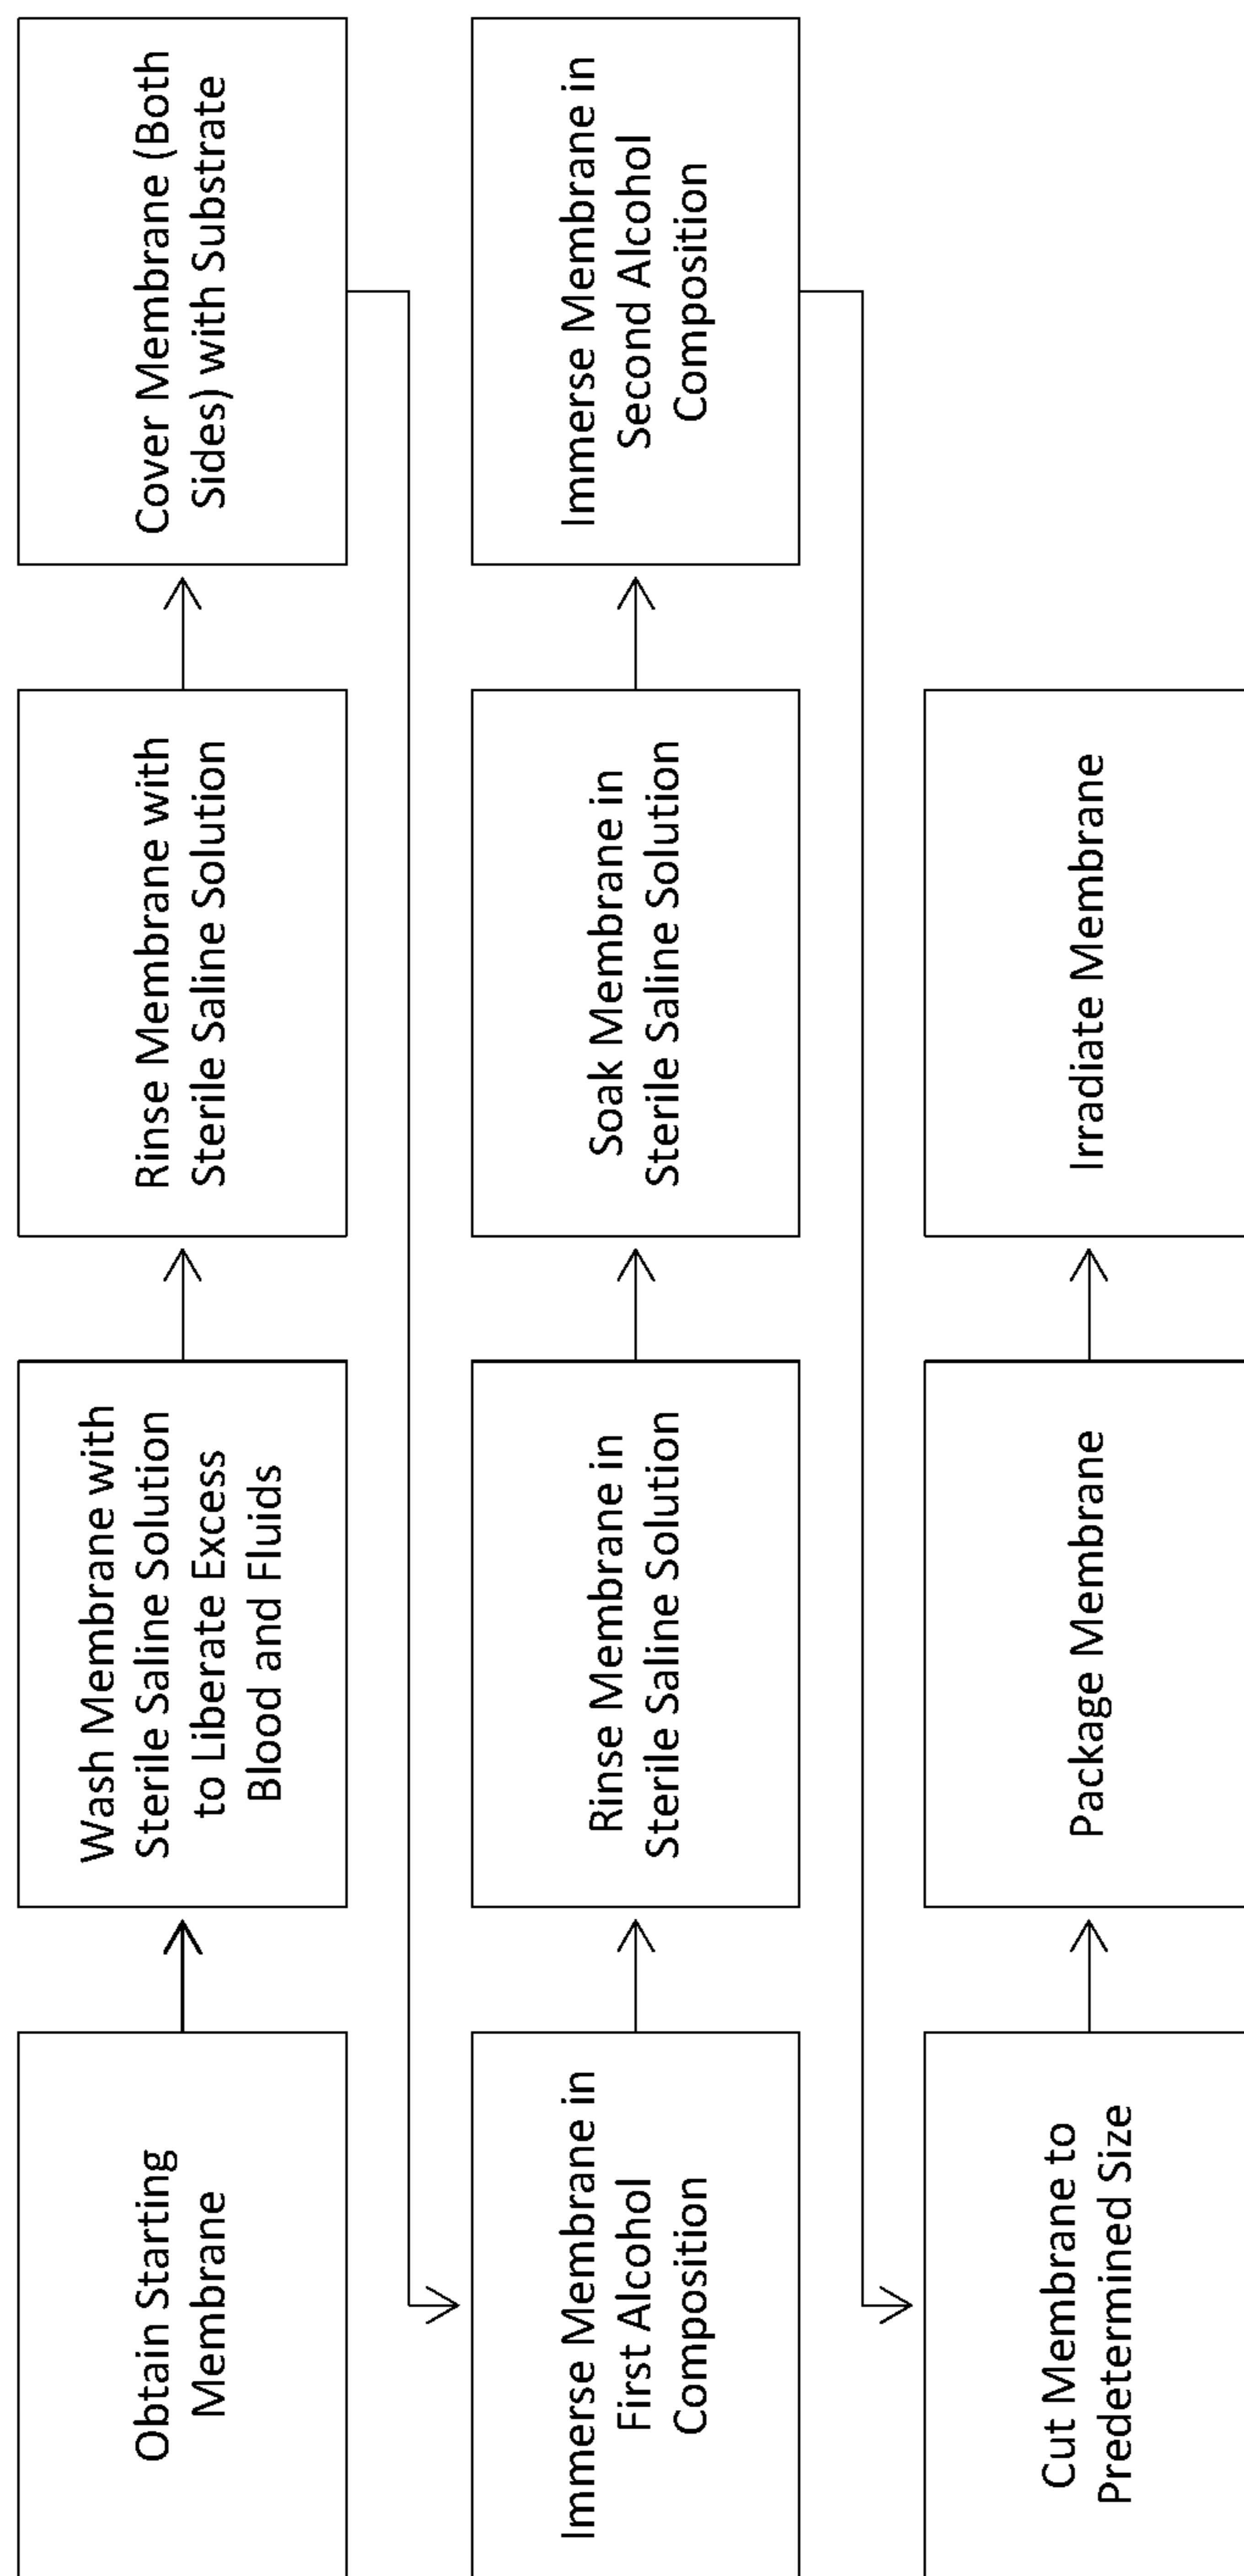 Obtain Starting
Membrane
Wash Membrane with
Sterile Saline Solution
to Liberate Excess
Blood and Fluids
Rinse Membrane with
Sterile Saline Solution
Cover Membrane (Both
Sides) with Substrate
Immerse Membrane in
First Alcohol
Composition
Rinse Membrane in
Sterile Saline Solution
Soak Membrane in
Sterile Saline Solution
Immerse Membrane in
Second Alcohol
Composition
Cut Membrane to
Predetermined Size
Package Membrane
Irradiate Membrane